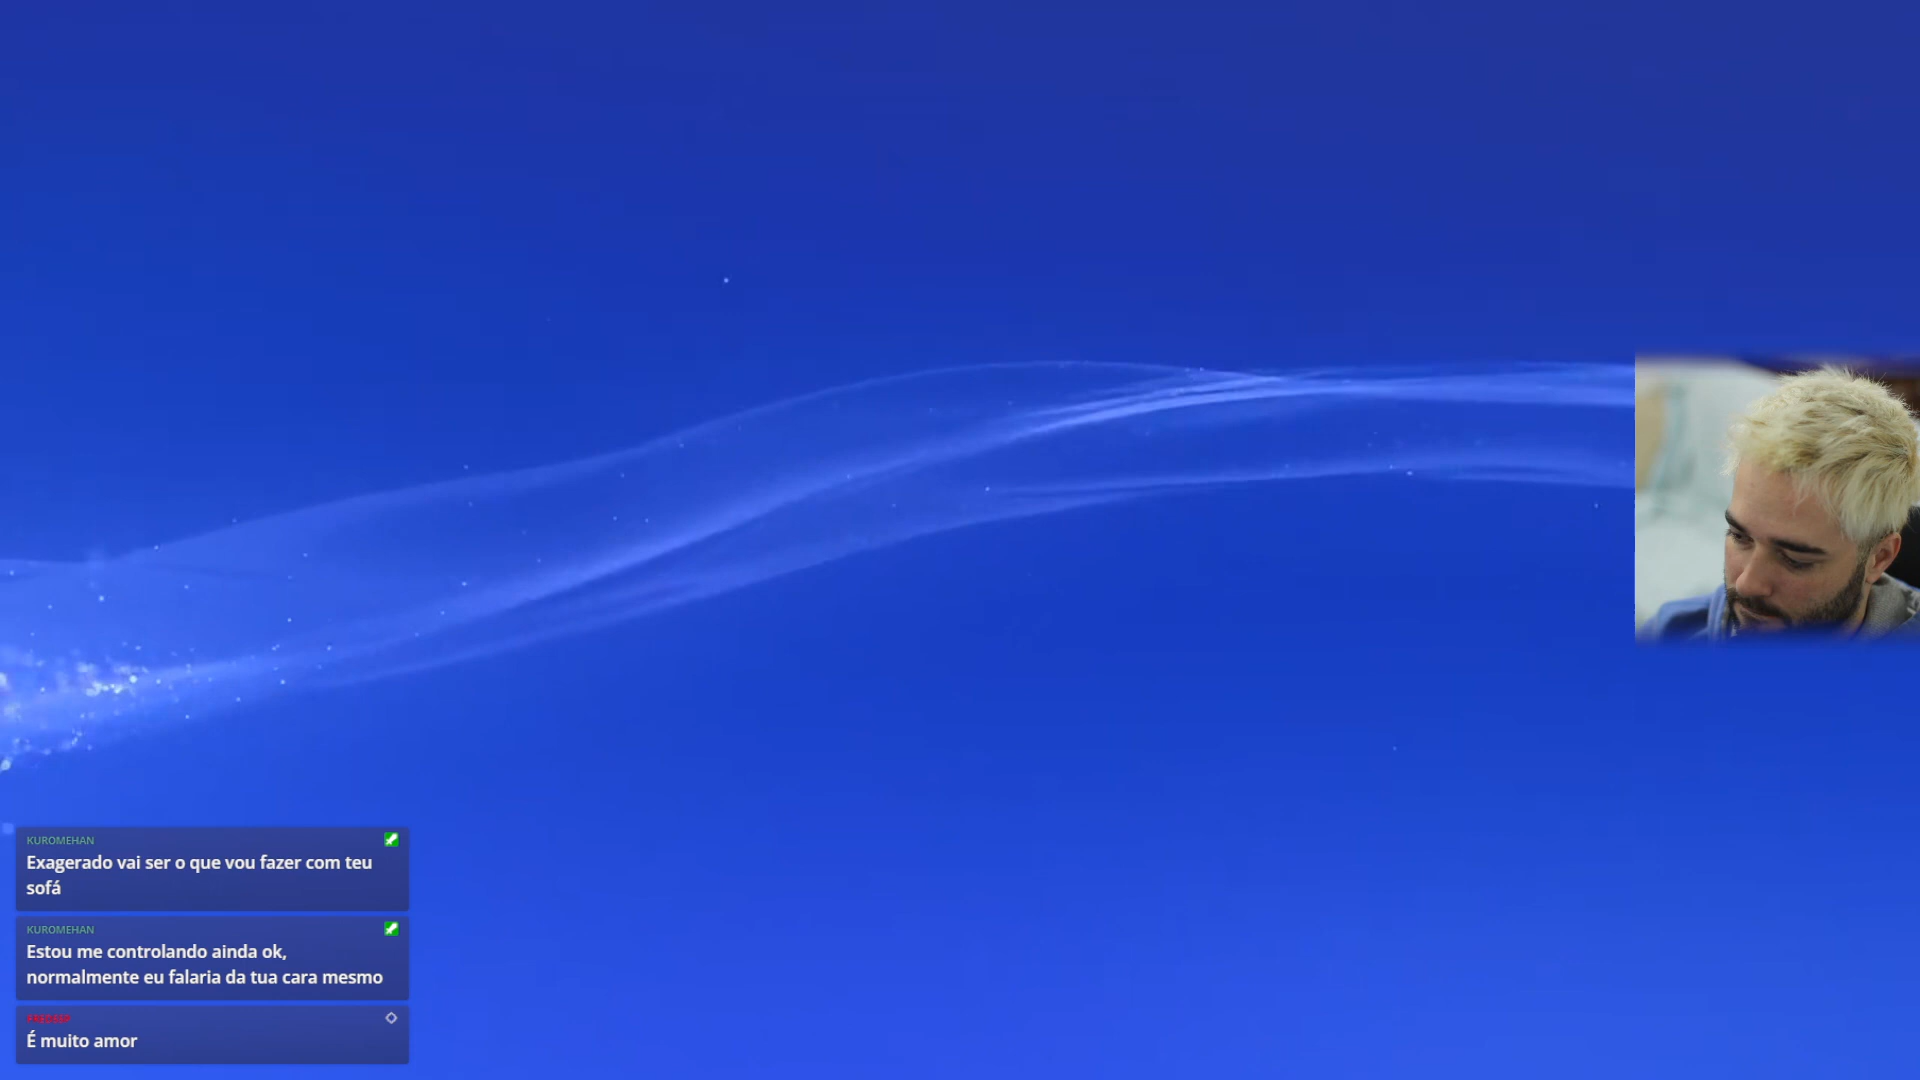 KUROMEHAN
Exagerado vai ser o que vou fazer com teu
sofá
KUROMEHAN
Estou me controlando ainda ok,
normalmente eu falaria da tua cara mesmo
É muito amor